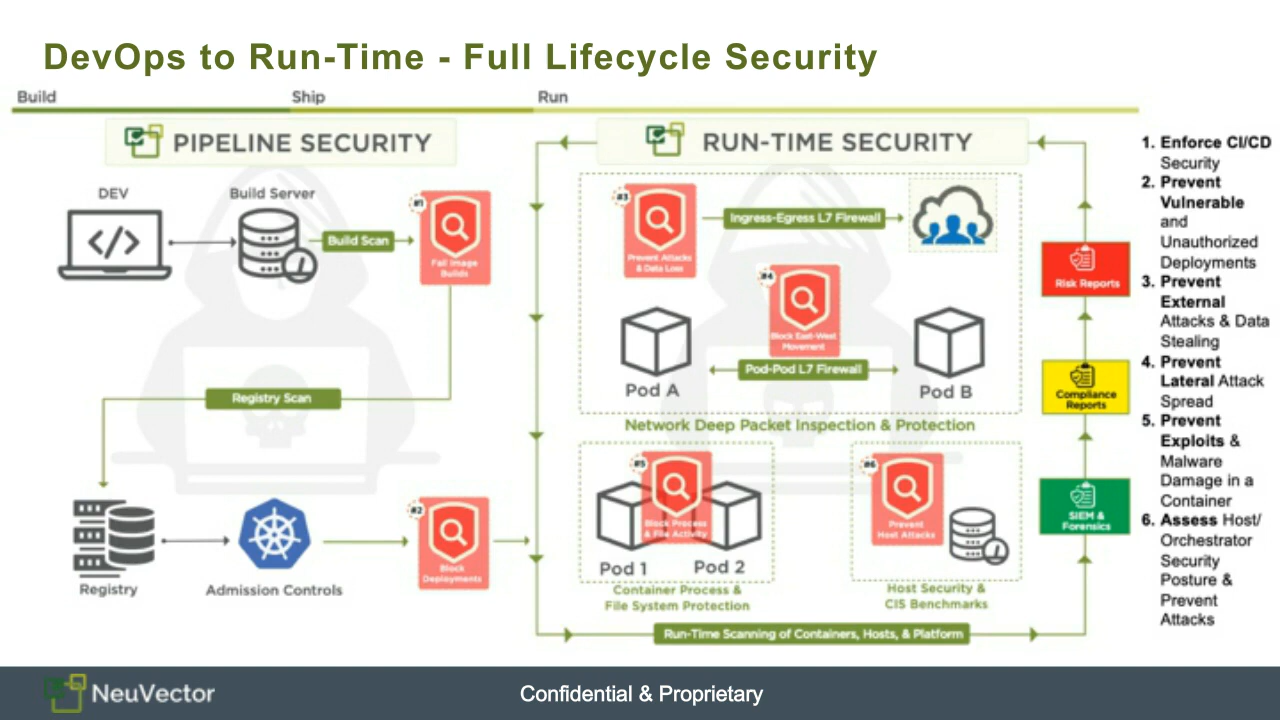 DevOps to Run-Time - Full Lifecycle Security
Build
Ship
Run
PIPELINE SECURITY
DEV
Build Server
Build Scan
#1
Fail Image
Builds
Registry Scan
Registry
Admission Controls
#2
Block
Deployments
RUN-TIME SECURITY
#3
Prevent Attacks
& Data Loss
Ingress-Egress L7 Firewall
#4
Block East-West
Movement
Pod A
Pod-Pod L7 Firewall
Pod B
Network Deep Packet Inspection & Protection
#5
Block Process
& File Activity
Pod 1
Pod 2
Container Process &
File System Protection
#6
Prevent
Host Attacks
Host Security &
CIS Benchmarks
Run-Time Scanning of Containers, Hosts, & Platform
Risk Reports
Compliance
Reports
SIEM &
Forensics
1. Enforce CI/CD
Security
2. Prevent
Vulnerable
and
Unauthorized
Deployments
3. Prevent
External
Attacks & Data
Stealing
4. Prevent
Lateral Attack
Spread
5. Prevent
Exploits &
Malware
Damage in a
Container
6. Assess Host/
Orchestrator
Security
Posture &
Prevent
Attacks
NeuVector
Confidential & Proprietary